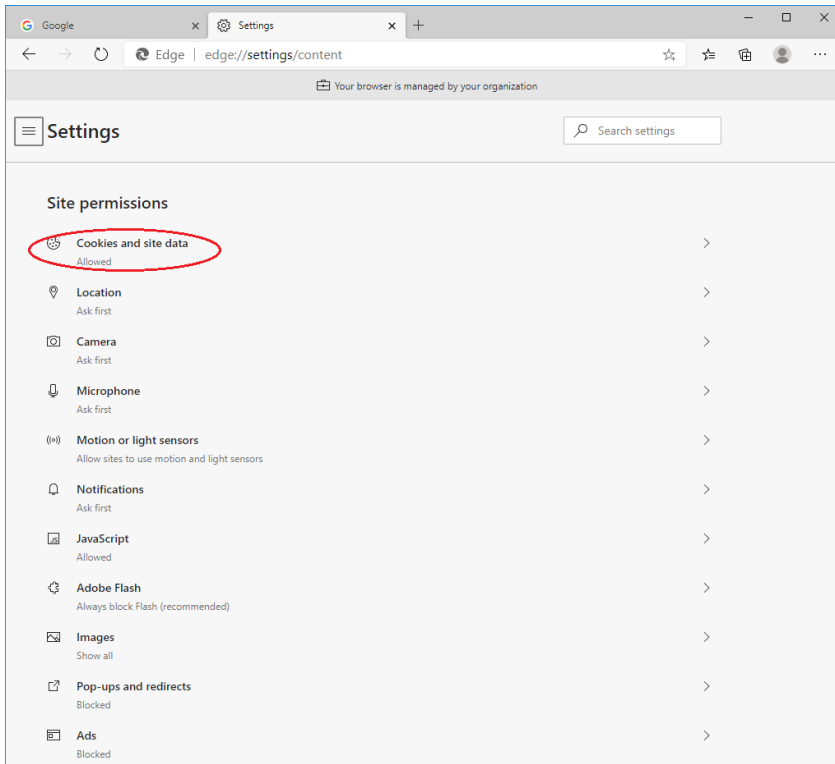 Google
Settings
Edge | edge://settings/content
Your browser is managed by your organization
Settings
Search settings
Site permissions
Cookies and site data
Allowed
Location
Ask first
Camera
Ask first
Microphone
Ask first
Motion or light sensors
Allow sites to use motion and light sensors
Notifications
Ask first
JS
JavaScript
Allowed
Adobe Flash
Always block Flash (recommended)
Images
Show all
Pop-ups and redirects
Blocked
Ads
Blocked